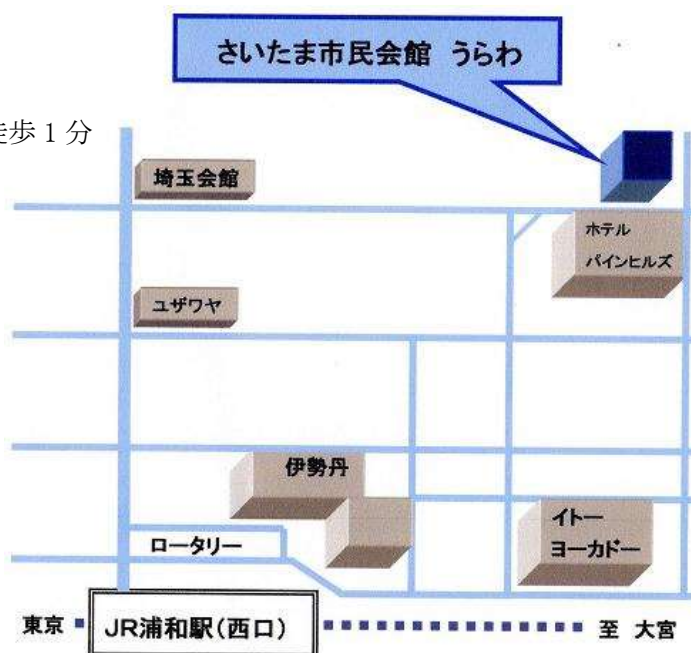 さいたま市民会館 うらわ
徒歩1分
埼玉会館
ホテル
パインヒルズ
ユザワヤ
伊勢丹
イトー
ヨーカドー
ロータリー
東京
JR浦和駅(西口)
至 大宮